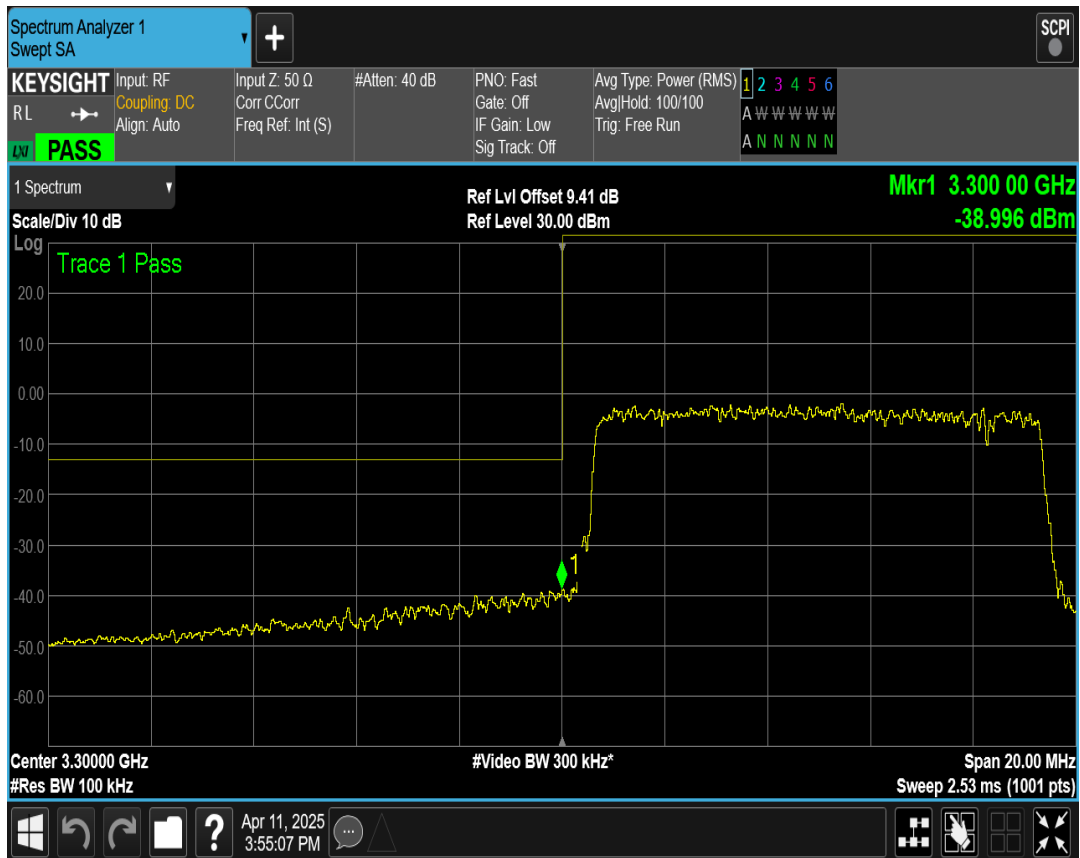 Spectrum Analyzer 1
Swept SA
+
SCPI
KEYSIGHT
RL
LXI PASS
Input: RF
Coupling: DC
Align: Auto
Input Z: 50 Ω
Corr CCorr
Freq Ref: Int (S)
#Atten: 40 dB
PNO: Fast
Gate: Off
IF Gain: Low
Sig Track: Off
Avg Type: Power (RMS)
Avg|Hold: 100/100
Trig: Free Run
1 2 3 4 5 6
A W W W W W
A N N N N N
1 Spectrum
Scale/Div 10 dB
Ref Lvl Offset 9.41 dB
Ref Level 30.00 dBm
Mkr1 3.300 00 GHz
-38.996 dBm
Log
Trace 1 Pass
20.0
10.0
0.00
-10.0
-20.0
-30.0
1
-40.0
-50.0
-60.0
Center 3.30000 GHz
#Video BW 300 kHz*
Span 20.00 MHz
#Res BW 100 kHz
Sweep 2.53 ms (1001 pts)
?
Apr 11, 2025
3:55:07 PM